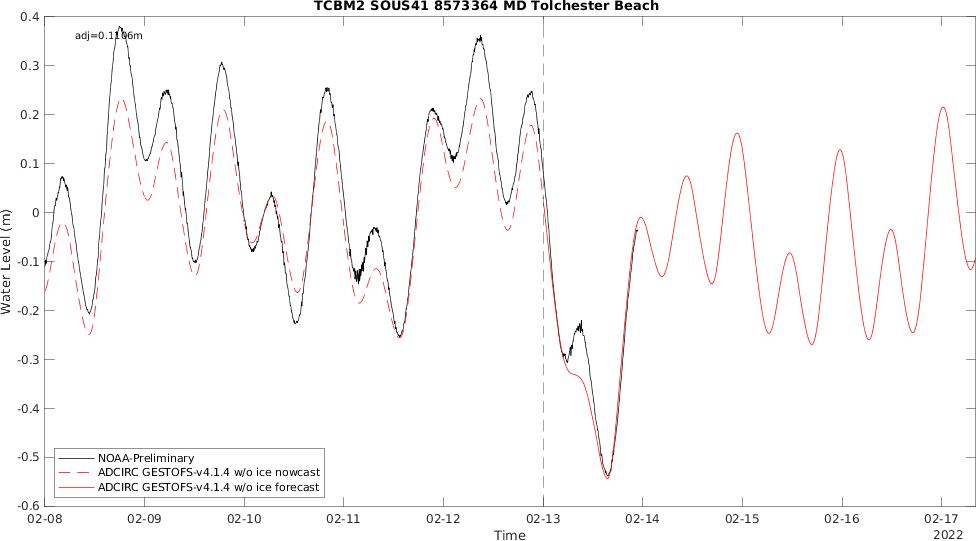 TCBM2 SOUS41 8573364 MD Tolchester Beach
adj=0.1106m
0.4
0.3
0.2
0.1
0
-0.1
-0.2
-0.3
-0.4
-0.5
-0.6
Water Level (m)
NOAA-Preliminary
ADCIRC GESTOFS-v4.1.4 w/o ice nowcast
ADCIRC GESTOFS-v4.1.4 w/o ice forecast
02-08 02-09 02-10 02-11 02-12 02-13 02-14 02-15 02-16 02-17
Time
2022